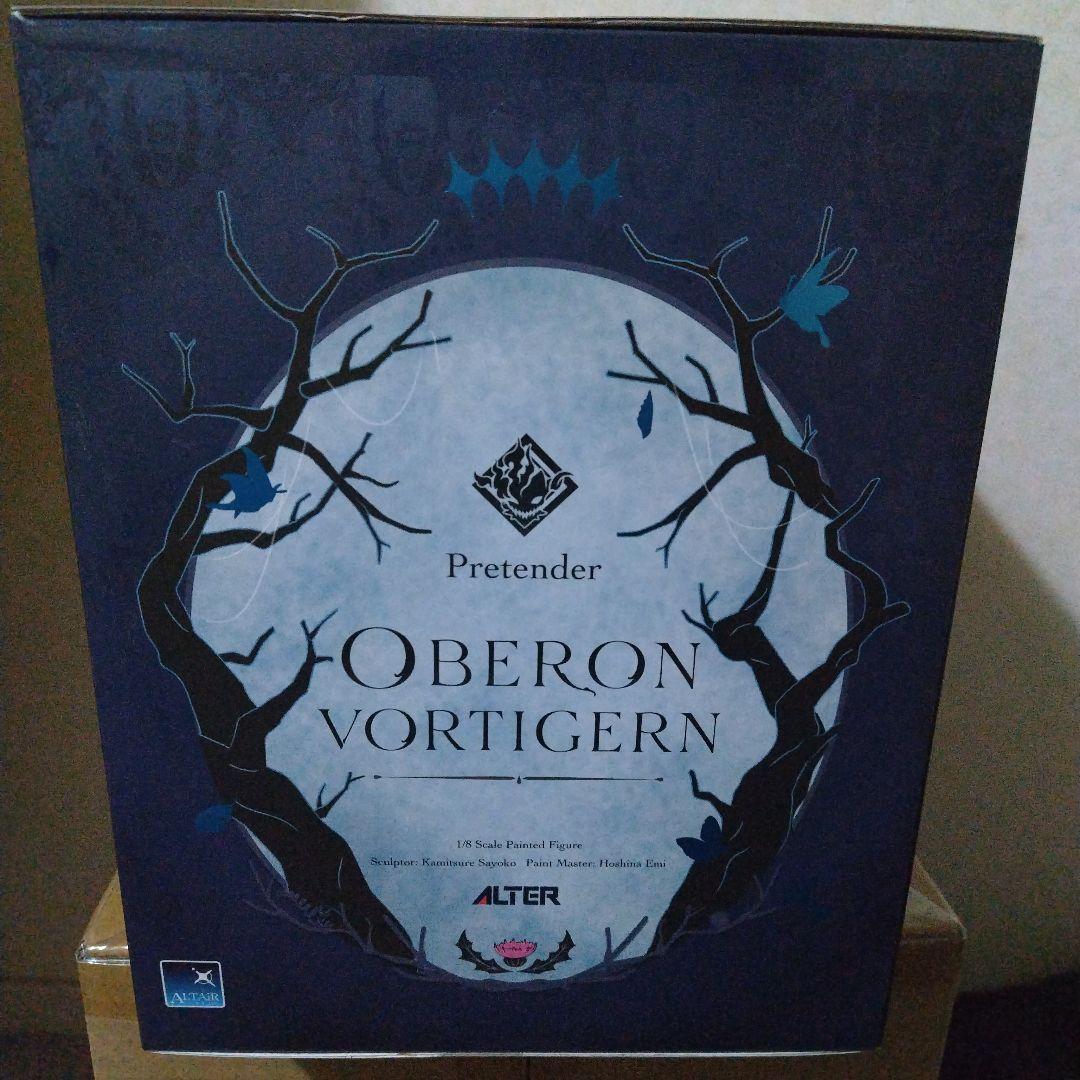 Pretender
OBERON
VORTIGERN
1/8 Scale Painted Figure
Sculptor: Kamitsure Sayoko Paint Master: Hoshina Emi
ALTER
ALTAiR